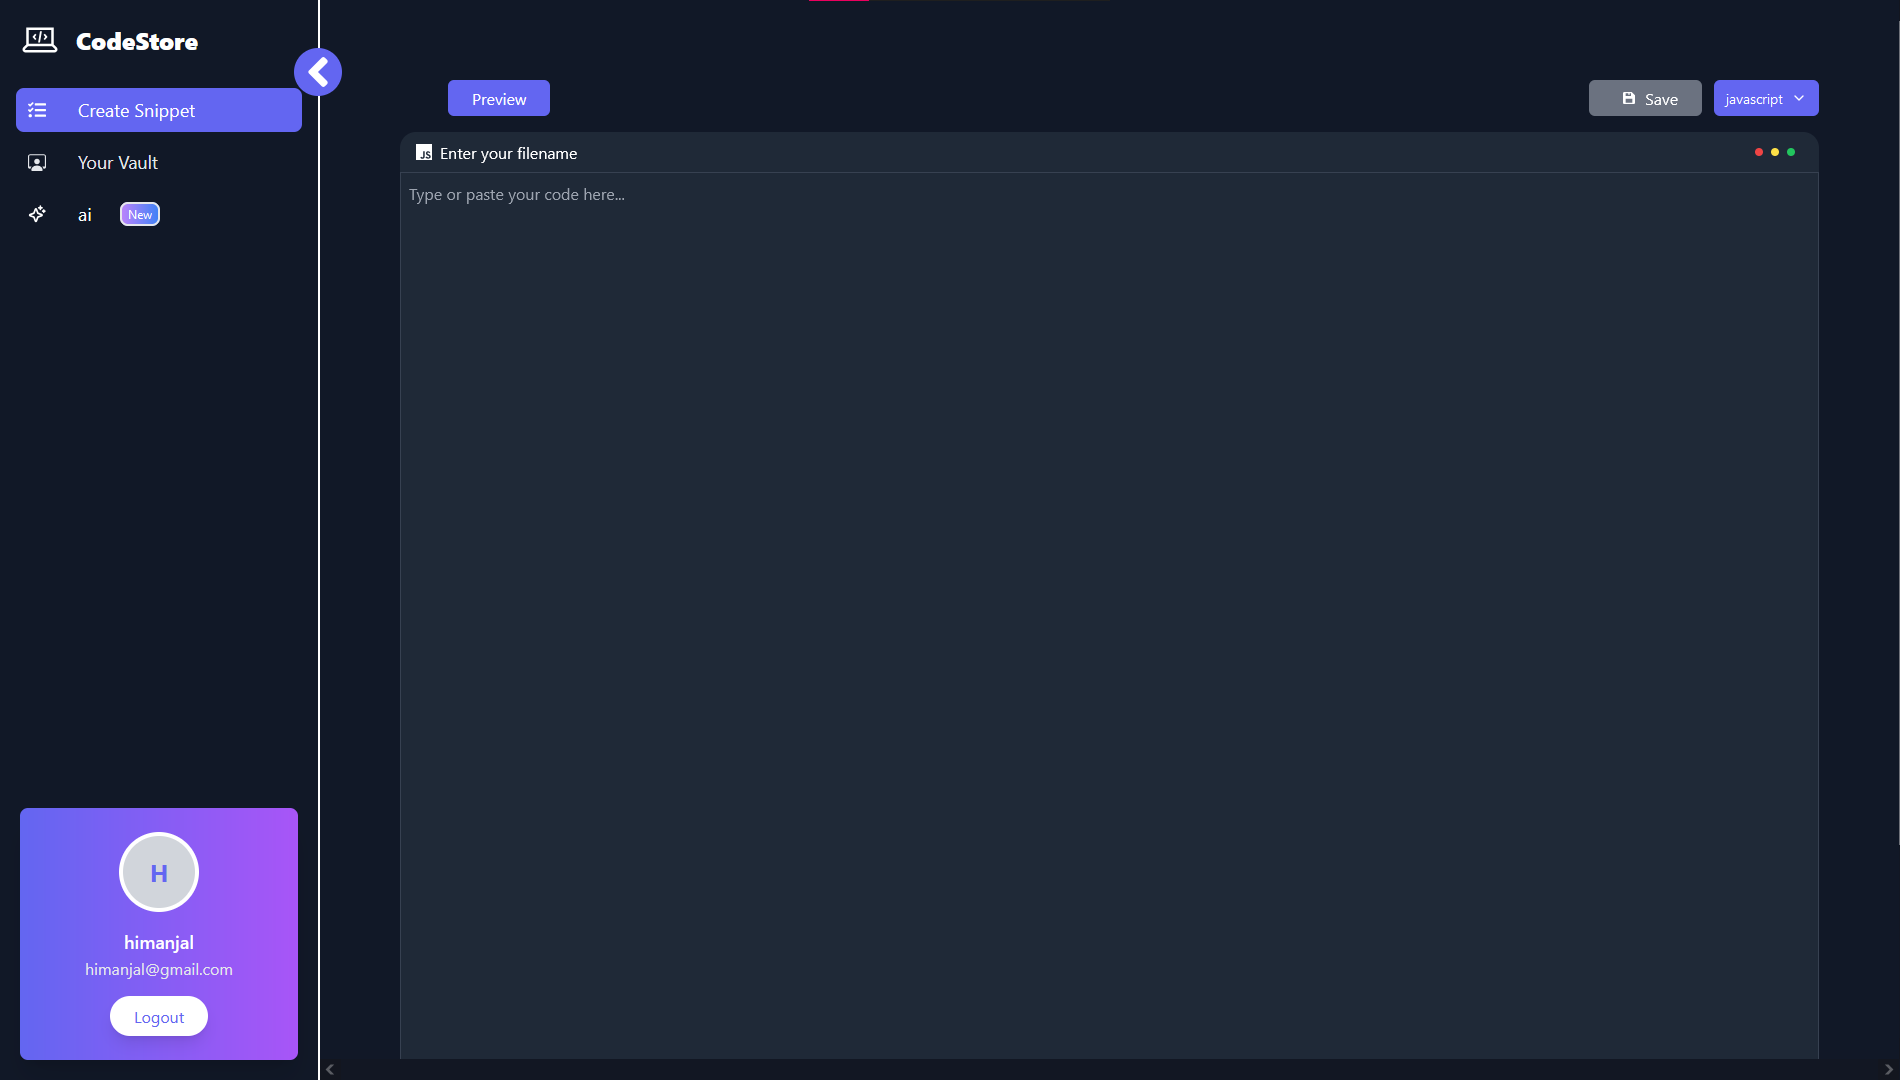 CodeStore
Create Snippet
Your Vault
ai New
H
himanjal
himanjal@gmail.com
Logout
Preview
Save
javascript
JS Enter your filename
Type or paste your code here...